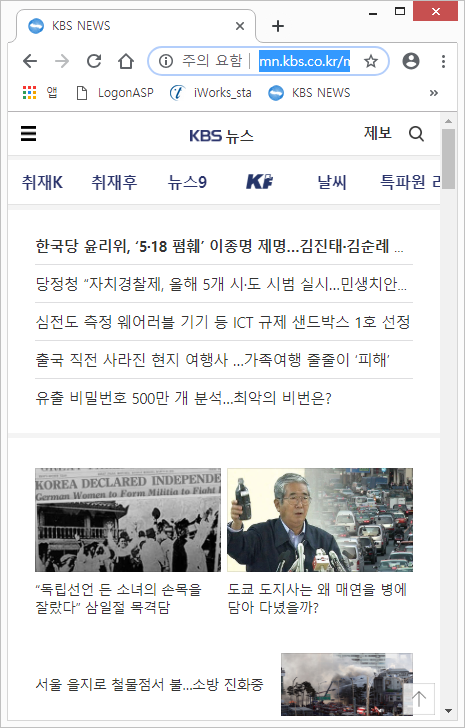 KBS NEWS
주의 요함
mn.kbs.co.kr/n
앱 LogonASP iWorks_sta KBS NEWS
KBS 뉴스 제보
취재K 취재후 뉴스9 날씨 특파원
한국당 윤리위, ‘5·18 폄훼’ 이종명 제명…김진태·김순례 ...
당정청 “자치경찰제, 올해 5개 시·도 시범 실시…민생치안...
심전도 측정 웨어러블 기기 등 ICT 규제 샌드박스 1호 선정
출국 직전 사라진 현지 여행사 …가족여행 줄줄이 ‘피해’
유출 비밀번호 500만 개 분석…최악의 비번은?
KOREA DECLARED INDEPENDE
German Women to Form Militia to Fight
“독립선언 든 소녀의 손목을
잘랐다” 삼일절 목격담
도쿄 도지사는 왜 매연을 병에
담아 다녔을까?
서울 을지로 철물점서 불…소방 진화중